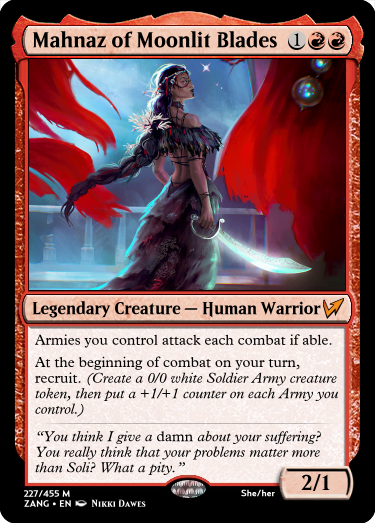 Mahnaz of Moonlit Blades 1
Legendary Creature — Human Warrior
Armies you control attack each combat if able.
At the beginning of combat on your turn,
recruit. (Create a 0/0 white Soldier Army creature
token, then put a +1/+1 counter on each Army you
control.)
“You think I give a damn about your suffering?
You really think that your problems matter more
than Soli? What a pity.”
2/1
227/455 M
She/her
ZANG • EN Nikki Dawes